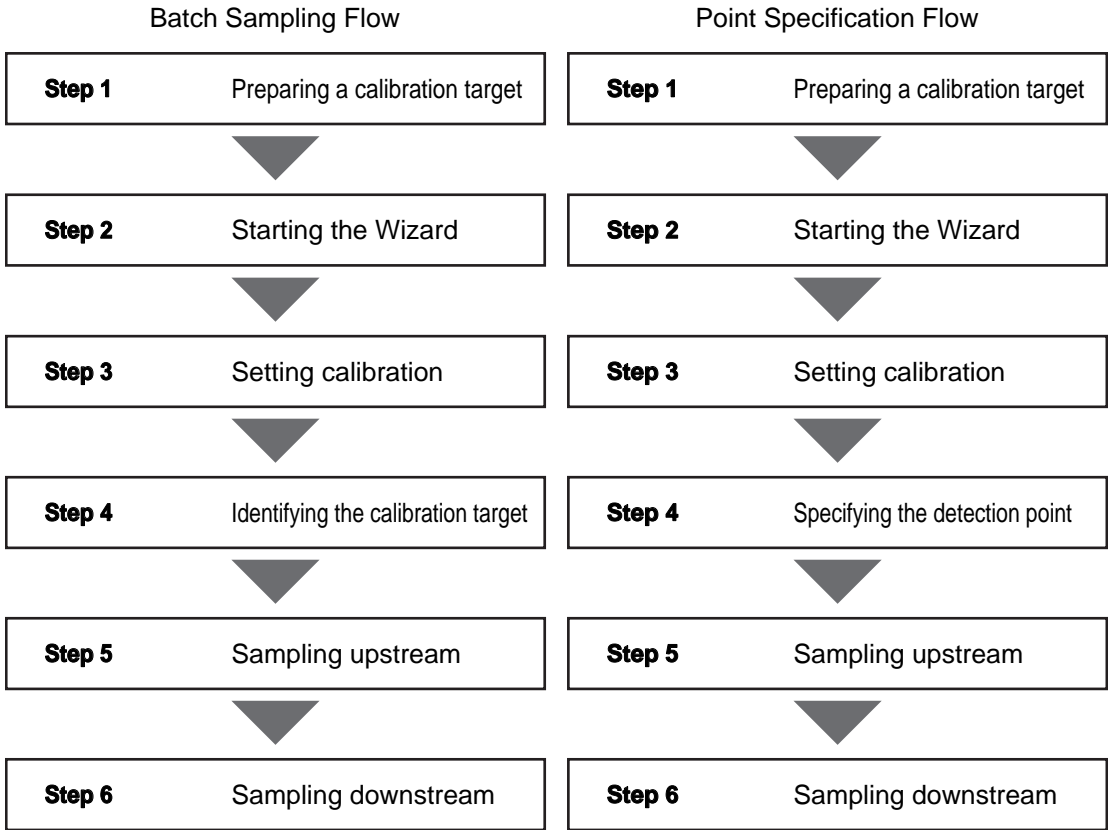 Batch Sampling Flow
Step 1 Preparing a calibration target
Step 2 Starting the Wizard
Step 3 Setting calibration
Step 4 Identifying the calibration target
Step 5 Sampling upstream
Step 6 Sampling downstream
Point Specification Flow
Step 1 Preparing a calibration target
Step 2 Starting the Wizard
Step 3 Setting calibration
Step 4 Specifying the detection point
Step 5 Sampling upstream
Step 6 Sampling downstream